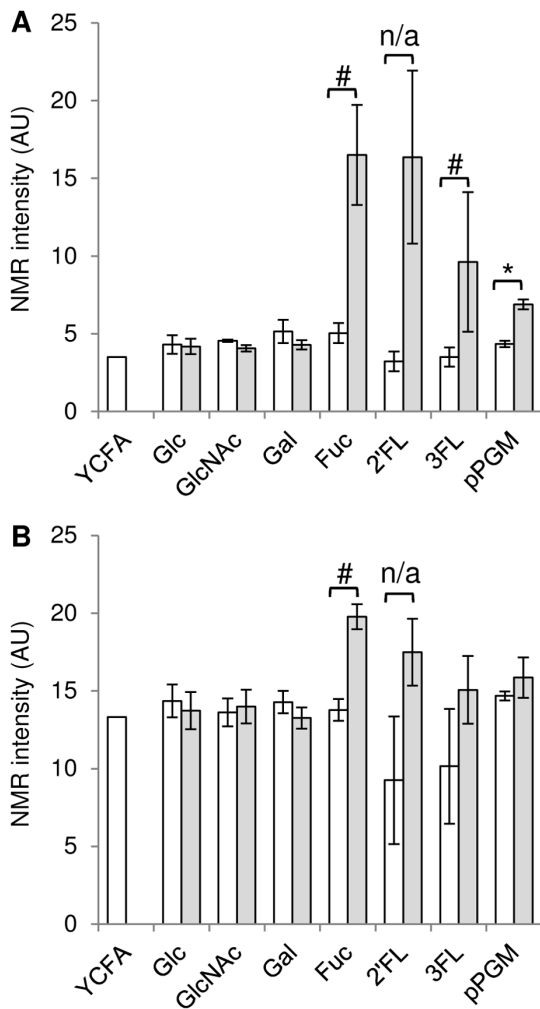 A
NMR intensity (AU)
25
20
15
10
5
0
#
n/a
#
*
YCFA
Glc
GlcNAc
Gal
Fuc
2'FL
3FL
pPGM
B
NMR intensity (AU)
25
20
15
10
5
0
#
n/a
YCFA
Glc
GlcNAc
Gal
Fuc
2'FL
3FL
pPGM